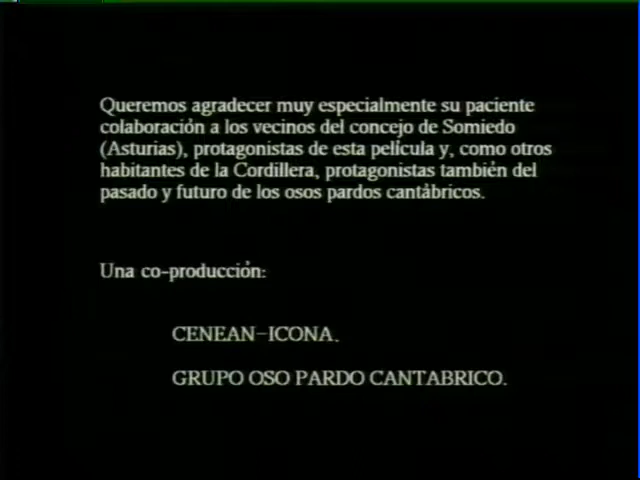 Queremos agradecer muy especialmente su paciente
colaboración a los vecinos del concejo de Somiedo
(Asturias), protagonistas de esta película y, como otros
habitantes de la Cordillera, protagonistas también del
pasado y futuro de los osos pardos cantábricos.
Una co-producción:
CENEAN-ICONA.
GRUPO OSO PARDO CANTABRICO.